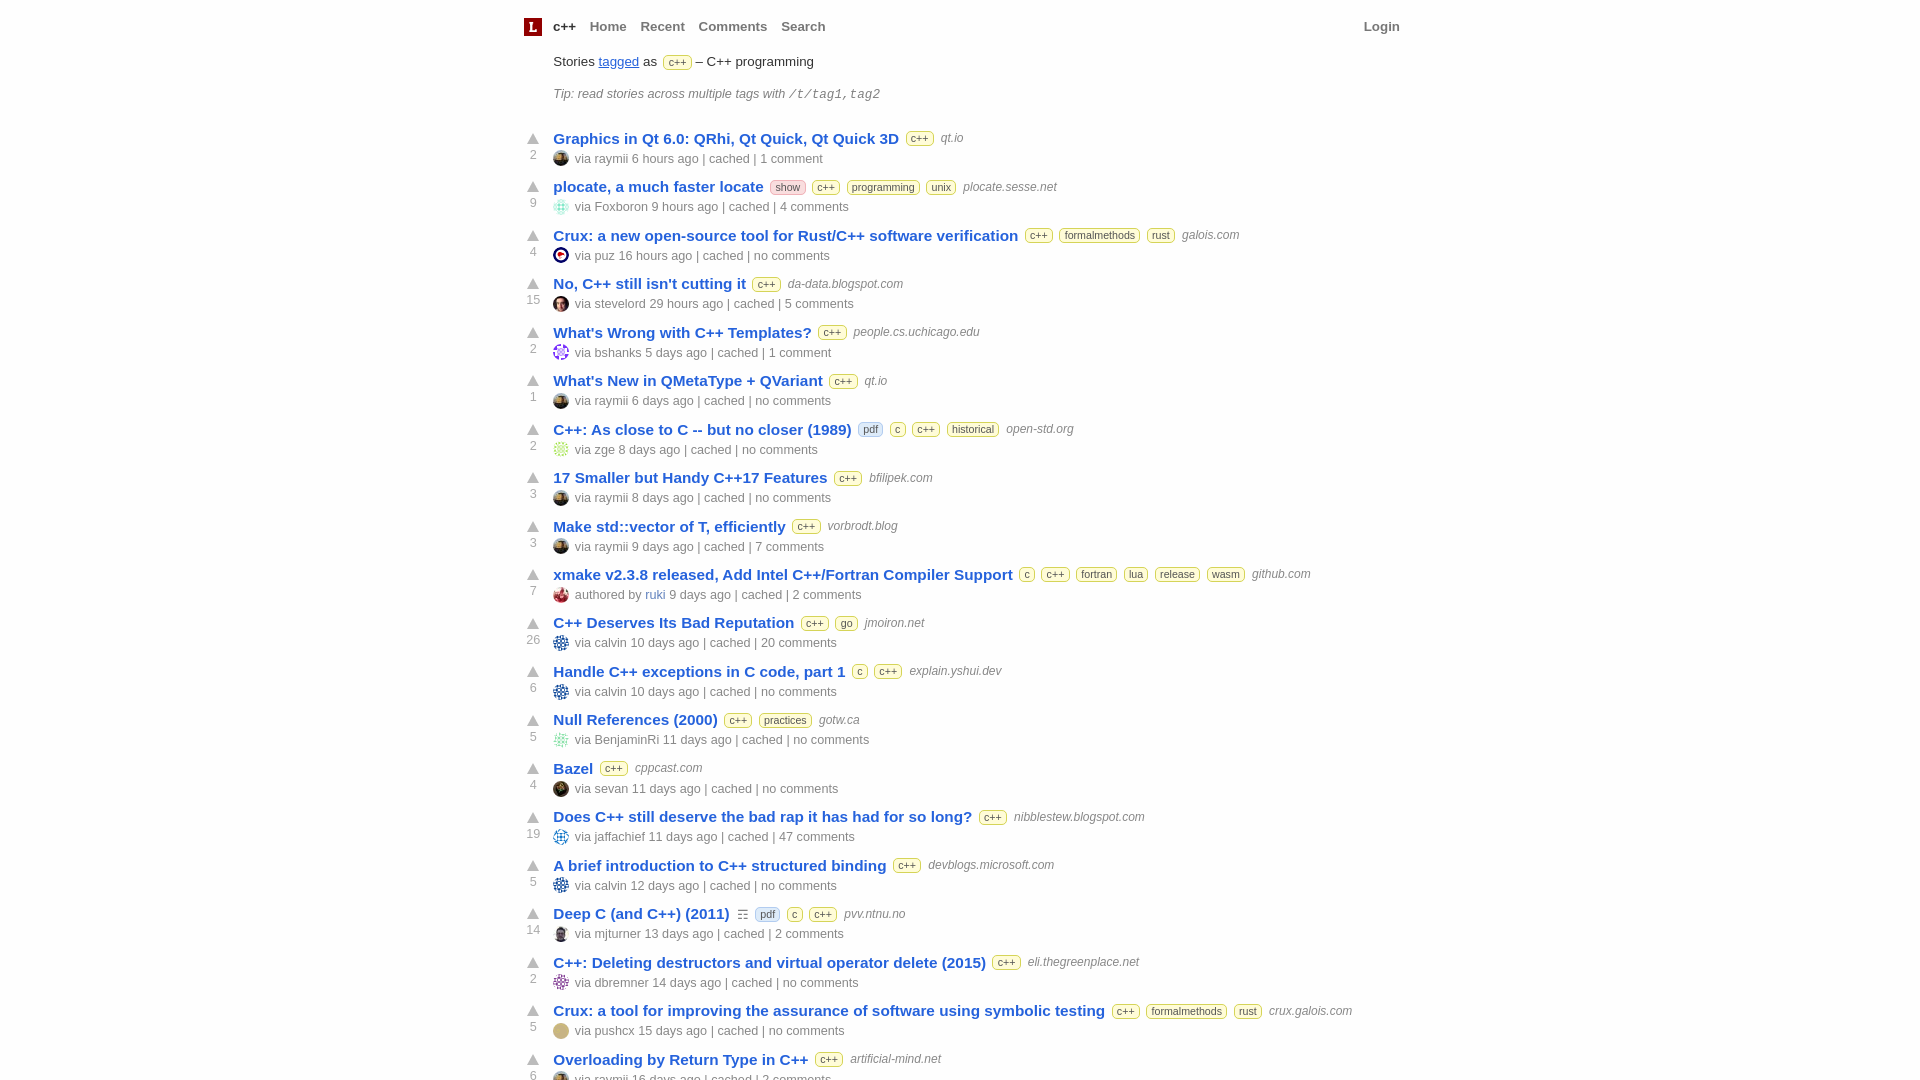 L c++ Home Recent Comments Search Login
Stories tagged as c++ – C++ programming
Tip: read stories across multiple tags with /t/tag1,tag2
Graphics in Qt 6.0: QRhi, Qt Quick, Qt Quick 3D c++ qt.io
2 via raymii 6 hours ago | cached | 1 comment
plocate, a much faster locate show c++ programming unix plocate.sesse.net
9 via Foxboron 9 hours ago | cached | 4 comments
Crux: a new open-source tool for Rust/C++ software verification c++ formalmethods rust galois.com
4 via puz 16 hours ago | cached | no comments
No, C++ still isn't cutting it c++ da-data.blogspot.com
15 via stevelord 29 hours ago | cached | 5 comments
What's Wrong with C++ Templates? c++ people.cs.uchicago.edu
2 via bshanks 5 days ago | cached | 1 comment
What's New in QMetaType + QVariant c++ qt.io
1 via raymii 6 days ago | cached | no comments
C++: As close to C -- but no closer (1989) pdf c c++ historical open-std.org
2 via zge 8 days ago | cached | no comments
17 Smaller but Handy C++17 Features c++ bfilipek.com
3 via raymii 8 days ago | cached | no comments
Make std::vector of T, efficiently c++ vorbrodt.blog
3 via raymii 9 days ago | cached | 7 comments
xmake v2.3.8 released, Add Intel C++/Fortran Compiler Support c c++ fortran lua release wasm github.com
7 authored by ruki 9 days ago | cached | 2 comments
C++ Deserves Its Bad Reputation c++ go jmoiron.net
26 via calvin 10 days ago | cached | 20 comments
Handle C++ exceptions in C code, part 1 c c++ explain.yshui.dev
6 via calvin 10 days ago | cached | no comments
Null References (2000) c++ practices gotw.ca
5 via BenjaminRi 11 days ago | cached | no comments
Bazel c++ cppcast.com
4 via sevan 11 days ago | cached | no comments
Does C++ still deserve the bad rap it has had for so long? c++ nibblestew.blogspot.com
19 via jaffachief 11 days ago | cached | 47 comments
A brief introduction to C++ structured binding c++ devblogs.microsoft.com
5 via calvin 12 days ago | cached | no comments
Deep C (and C++) (2011) ☶ pdf c c++ pvv.ntnu.no
14 via mjturner 13 days ago | cached | 2 comments
C++: Deleting destructors and virtual operator delete (2015) c++ eli.thegreenplace.net
2 via dbremner 14 days ago | cached | no comments
Crux: a tool for improving the assurance of software using symbolic testing c++ formalmethods rust crux.galois.com
5 via pushcx 15 days ago | cached | no comments
Overloading by Return Type in C++ c++ artificial-mind.net
6 via raymii 16 days ago | cached | 2 comments